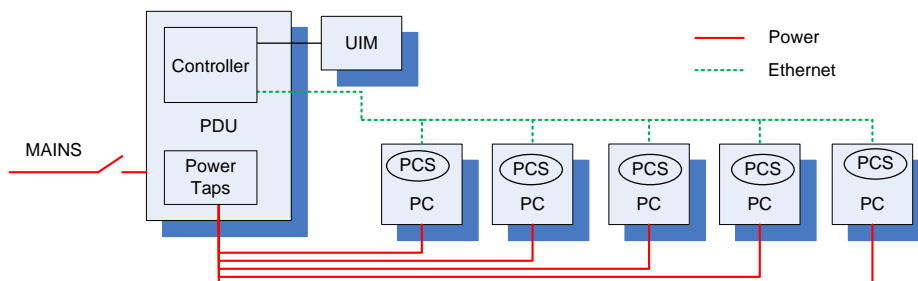 Controller
UIM
Power
Ethernet
PDU
MAINS
Power
Taps
PCS
PCS
PCS
PCS
PCS
PC
PC
PC
PC
PC